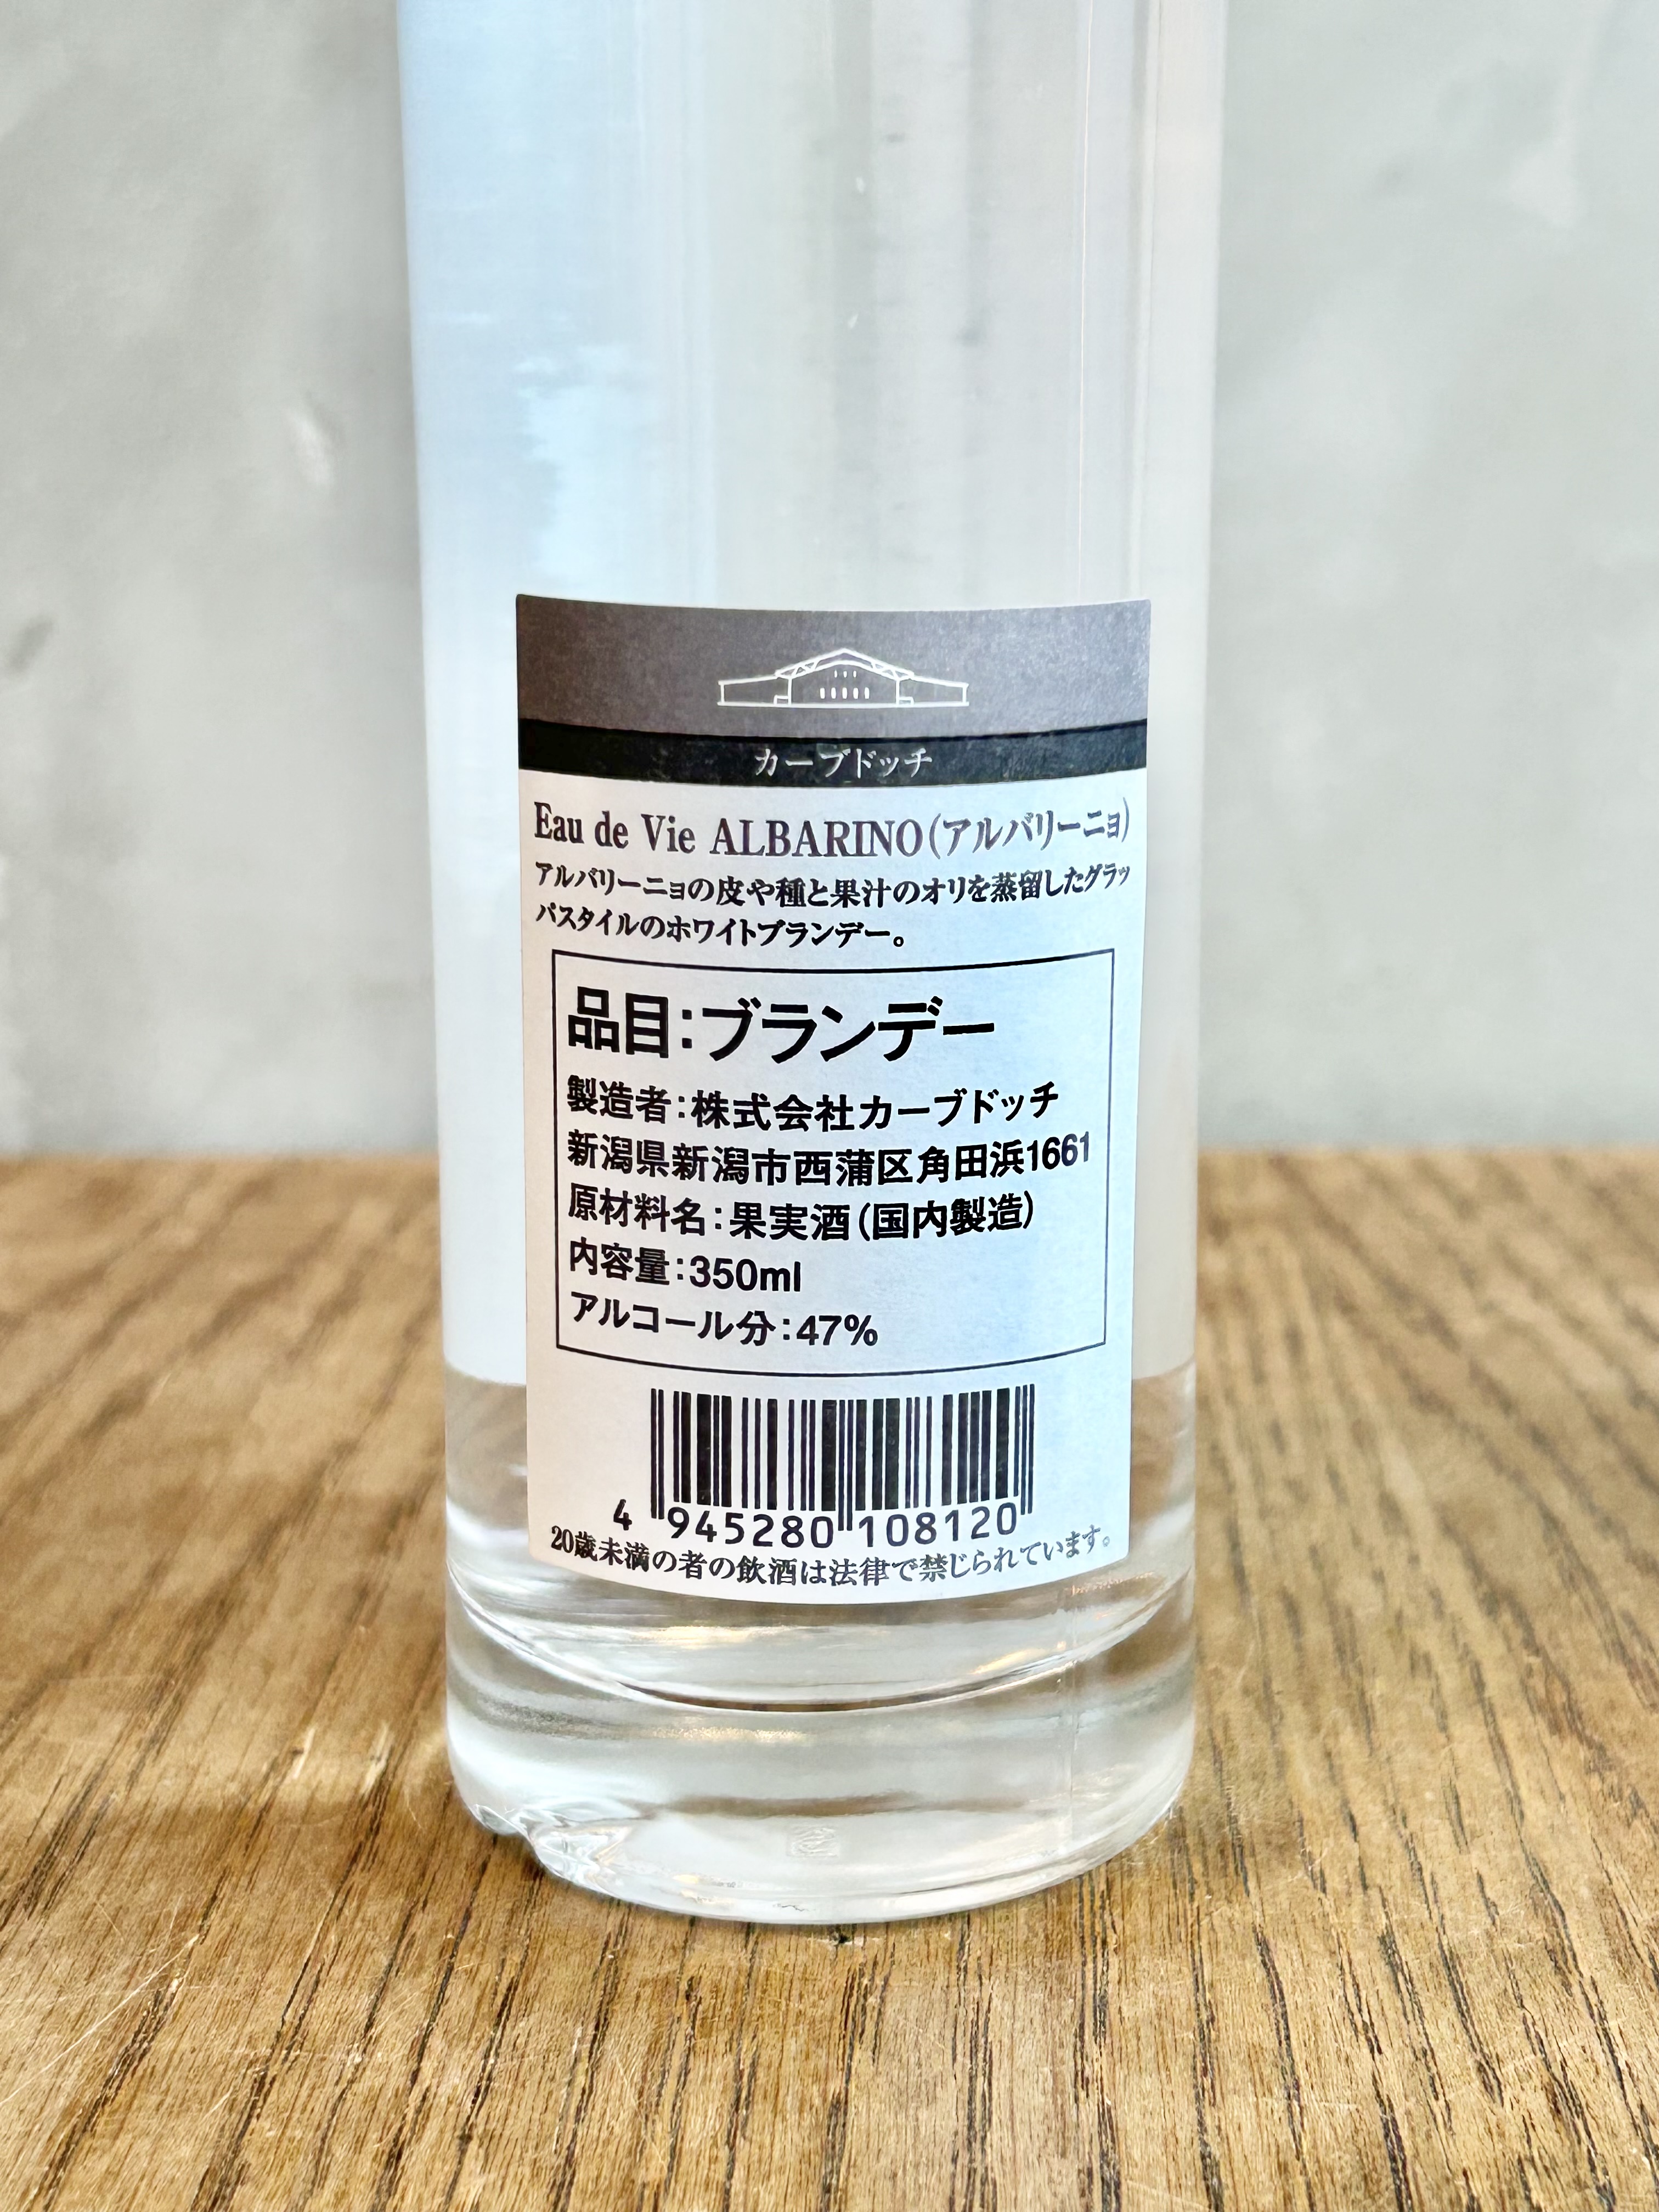 カーブドッチ
Eau de Vie ALBARINO(アルバリーニョ)
アルバリーニョの皮や種と果汁のオリを蒸留したグラッ
パスタイルのホワイトブランデー。
品目:ブランデー
製造者:株式会社カーブドッチ
新潟県新潟市西蒲区角田浜1661
原材料名:果実酒(国内製造)
内容量:350ml
アルコール分:47%
4 945280 108120
20歳未満の者の飲酒は法律で禁じられています。